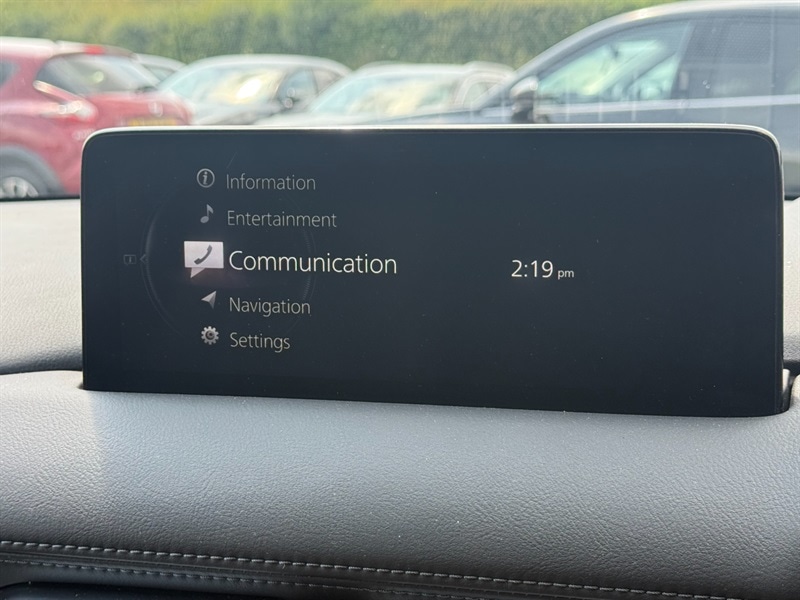 Information
Entertainment
Communication
2:19 pm
Navigation
Settings